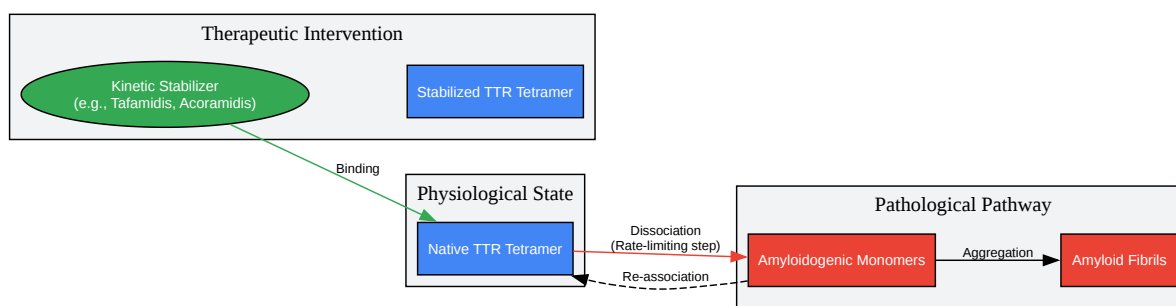 Therapeutic Intervention
Kinetic Stabilizer
(e.g., Tafamidis, Acoramidis)
Stabilized TTR Tetramer
Binding
Physiological State
Native TTR Tetramer
Dissociation
(Rate-limiting step)
Re-association
Pathological Pathway
Amyloidogenic Monomers
Aggregation
Amyloid Fibrils